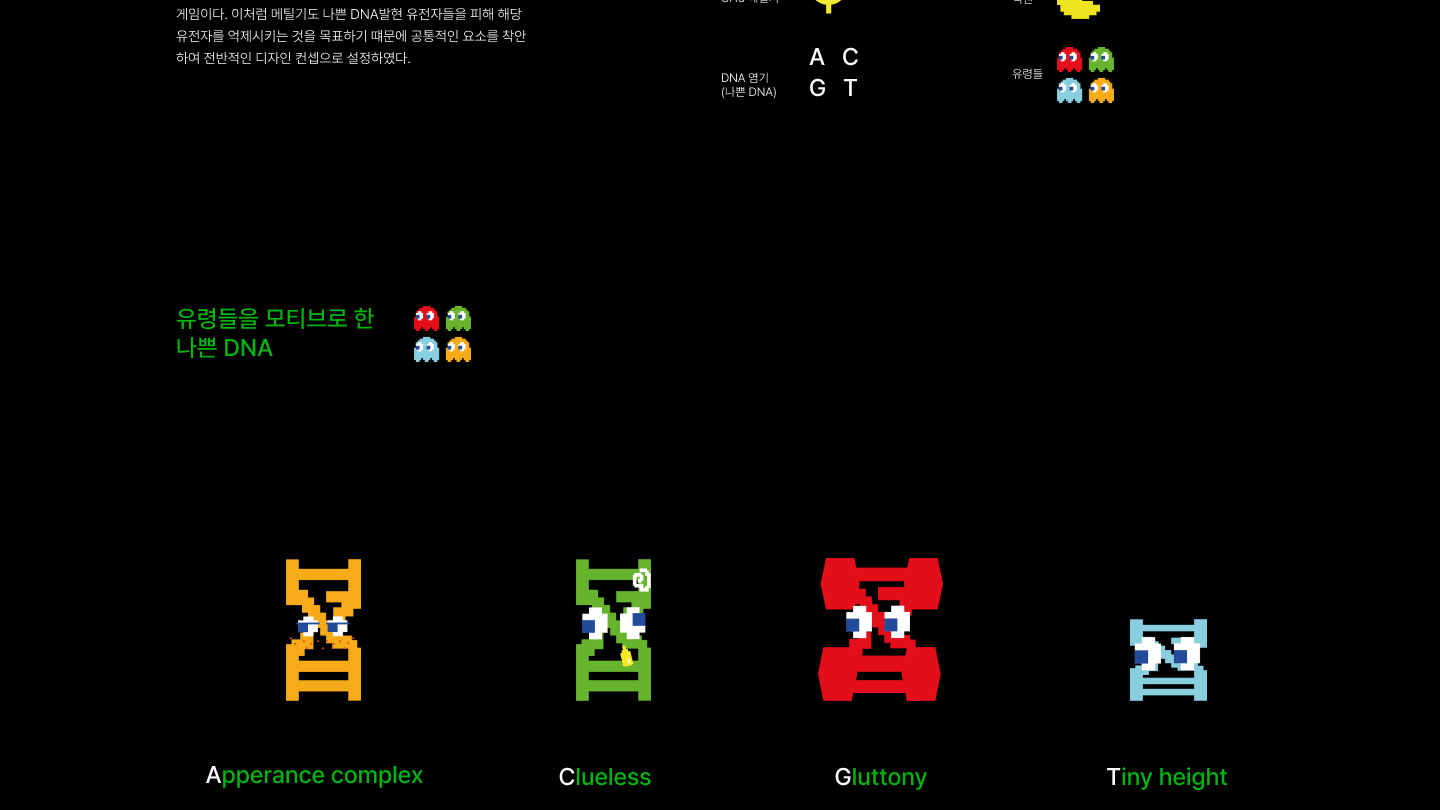 게임이다. 이처럼 메틸기도 나쁜 DNA발현 유전자들을 피해 해당
유전자를 억제시키는 것을 목표하기 떄문에 공통적인 요소를 착안
하여 전반적인 디자인 컨셉으로 설정하였다.
A C
G T
DNA 염기
(나쁜 DNA)
유령들
유령들을 모티브로 한
나쁜 DNA
Apperance complex
Clueless
Gluttony
Tiny height